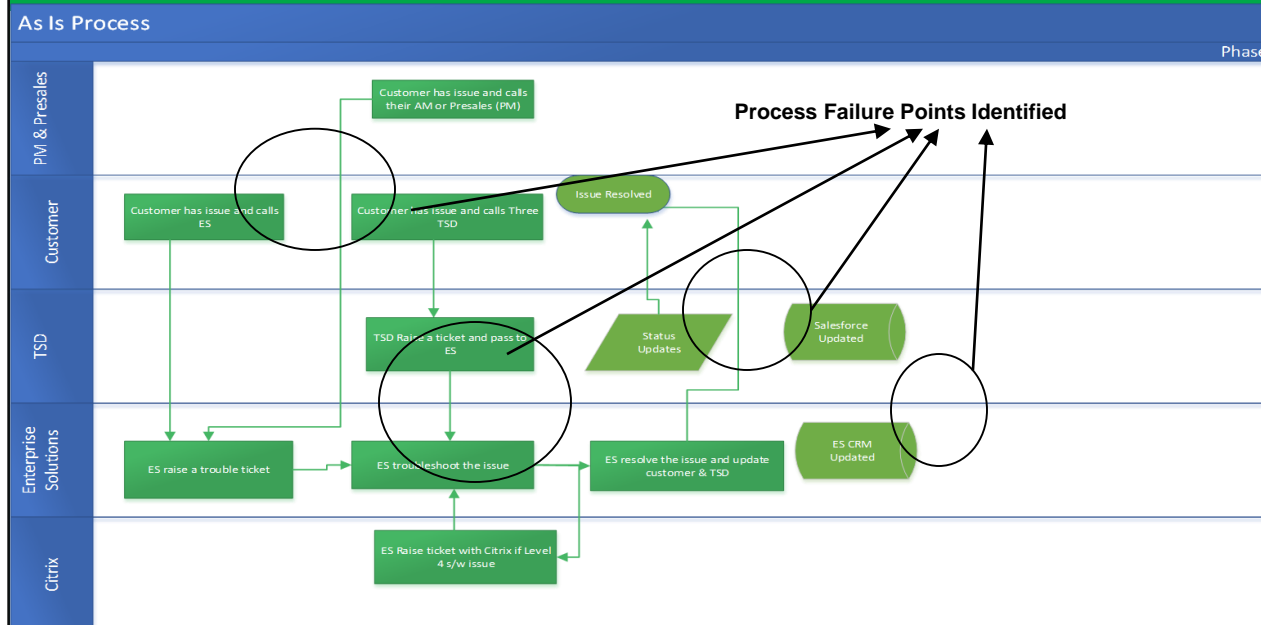 As Is Process
Phase
PM & Presales
Customer has issue and calls
their AM or Presales (PM)
Process Failure Points Identified
Customer
Customer has issue and calls
ES
Customer has issue and calls Three
TSD
Issue Resolved
TSD
TSD Raise a ticket and pass to
ES
Status
Updates
Salesforce
Updated
Enterprise
Solutions
ES raise a trouble ticket
ES troubleshoot the issue
ES resolve the issue and update
customer & TSD
ES CRM
Updated
Citrix
ES Raise ticket with Citrix if Level
4 s/w issue